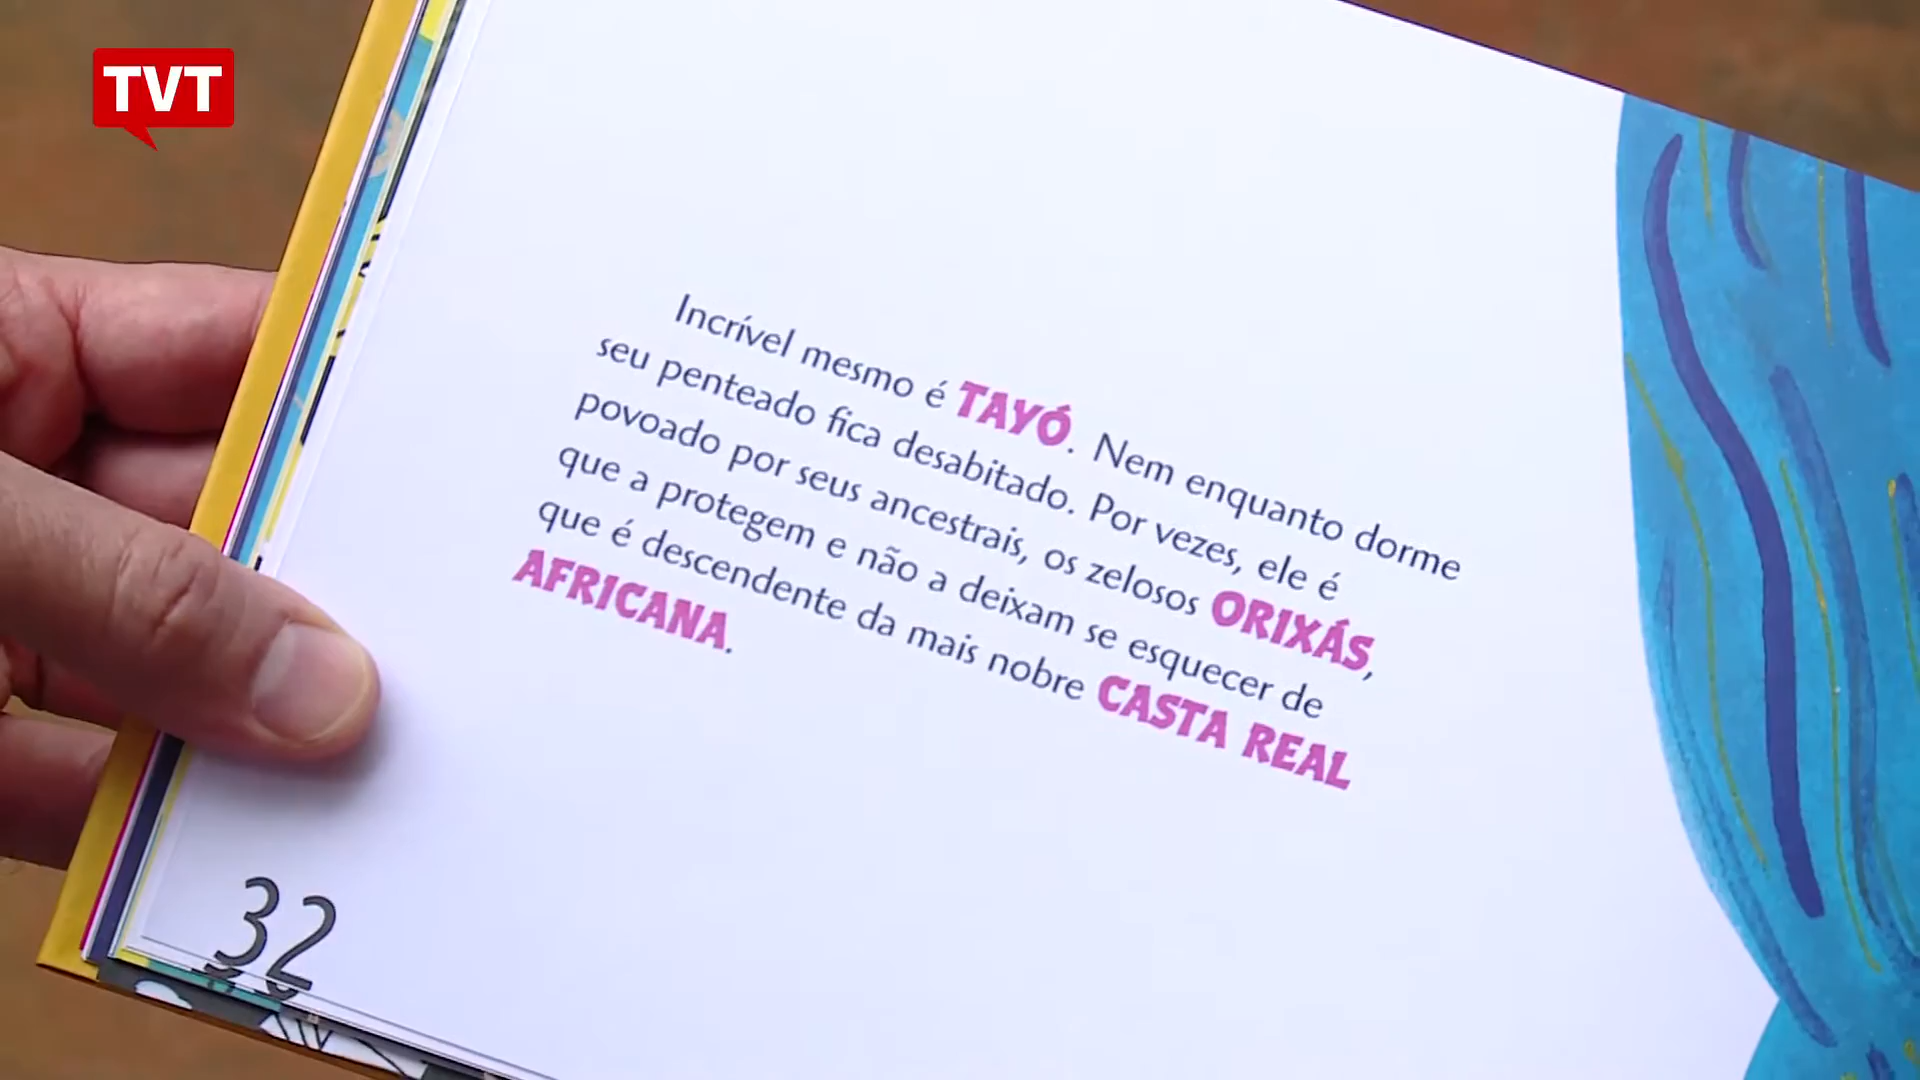 TVT
Incrível mesmo é TAYÓ. Nem enquanto dorme
seu penteado fica desabitado. Por vezes, ele é
povoado por seus ancestrais, os zelosos ORIXÁS,
que a protegem e não a deixam se esquecer de
que é descendente da mais nobre CASTA REAL
AFRICANA.
32